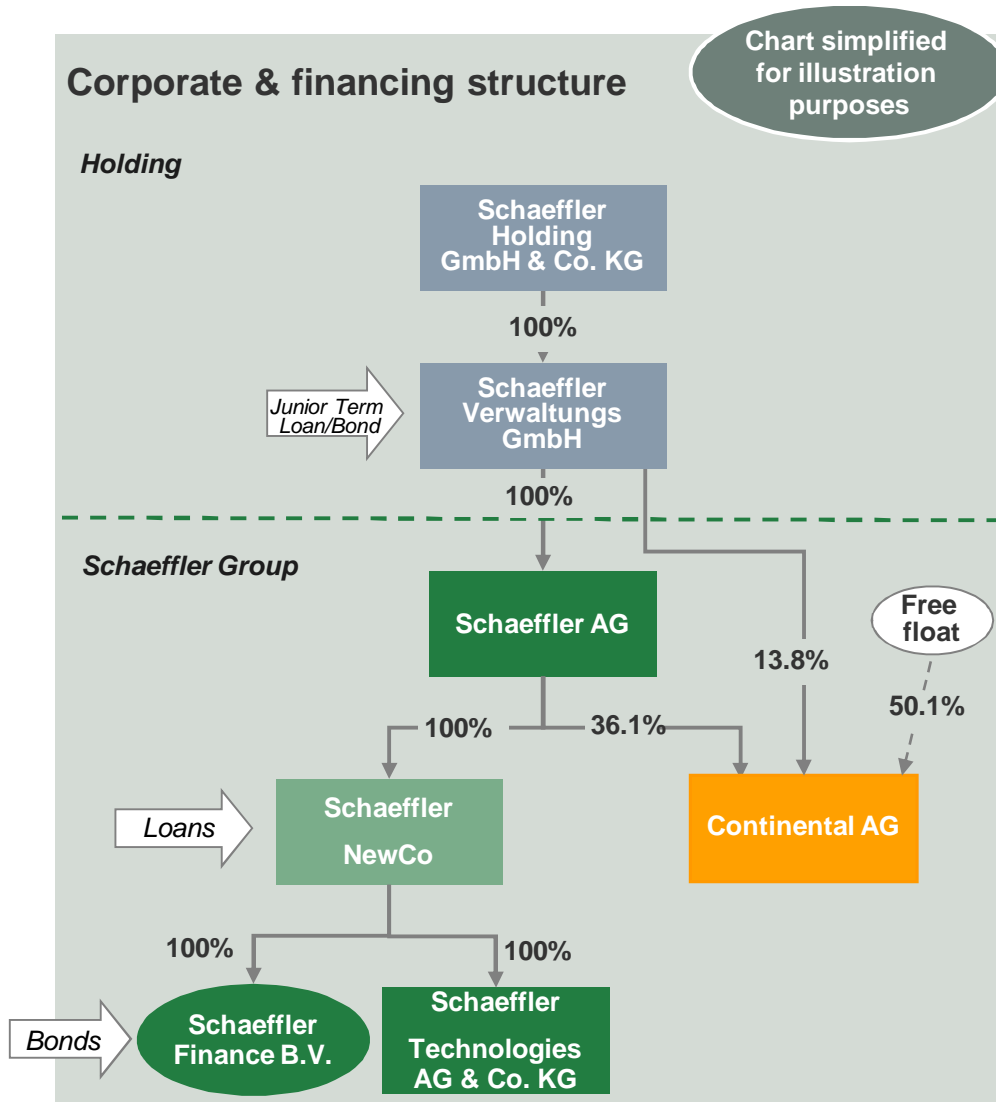 Chart simplified
for illustration
purposes
Corporate & financing structure
Holding
Schaeffler
Holding
GmbH & Co. KG
100%
Junior Term
Loan/Bond
Schaeffler
Verwaltungs
GmbH
100%
Schaeffler Group
Schaeffler AG
Free
float
13.8%
50.1%
100%
36.1%
Loans
Schaeffler
NewCo
Continental AG
100%
100%
Bonds
Schaeffler
Finance B.V.
Schaeffler
Technologies
AG & Co. KG